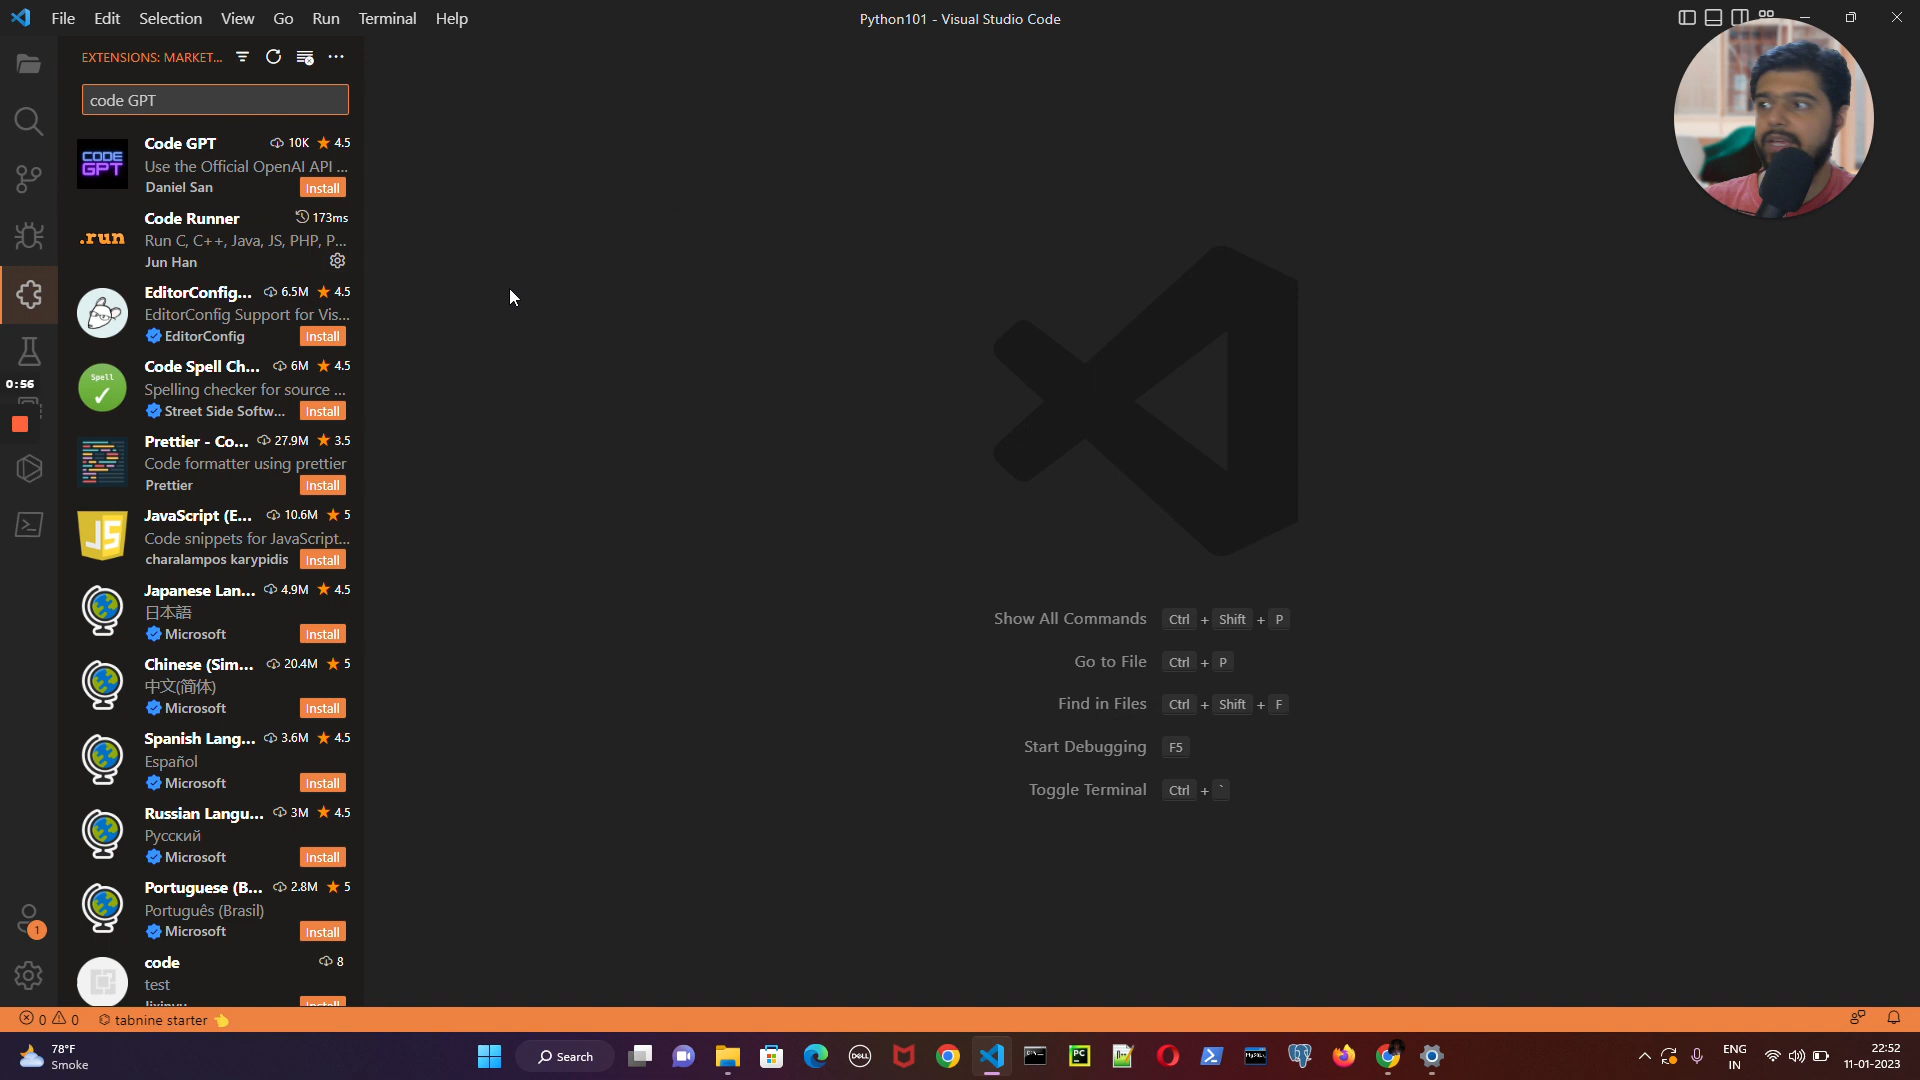 File Edit Selection View Go Run Terminal Help
Python101 - Visual Studio Code
EXTENSIONS: MARKET...
code GPT
CODE GPT
Code GPT 10K 4.5
Use the Official OpenAI API ...
Daniel San Install
.run
Code Runner 173ms
Run C, C++, Java, JS, PHP, P...
Jun Han
EditorConfig... 6.5M 4.5
EditorConfig Support for Vis...
EditorConfig Install
Spell
Code Spell Ch... 6M 4.5
Spelling checker for source ...
Street Side Softw... Install
Prettier - Co... 27.9M 3.5
Code formatter using prettier
Prettier Install
JS
JavaScript (E... 10.6M 5
Code snippets for JavaScript...
charalampos karypidis Install
Japanese Lan... 4.9M 4.5
日本語
Microsoft Install
Chinese (Sim... 20.4M 5
中文(简体)
Microsoft Install
Spanish Lang... 3.6M 4.5
Español
Microsoft Install
Russian Langu... 3M 4.5
Русский
Microsoft Install
Portuguese (B... 2.8M 5
Português (Brasil)
Microsoft Install
code 8
test
0:56
1
Show All Commands Ctrl + Shift + P
Go to File Ctrl + P
Find in Files Ctrl + Shift + F
Start Debugging F5
Toggle Terminal Ctrl + `
0 0 tabnine starter
78°F
Smoke
Search
DELL
PC
MySQL
ENG
IN
22:52
11-01-2023